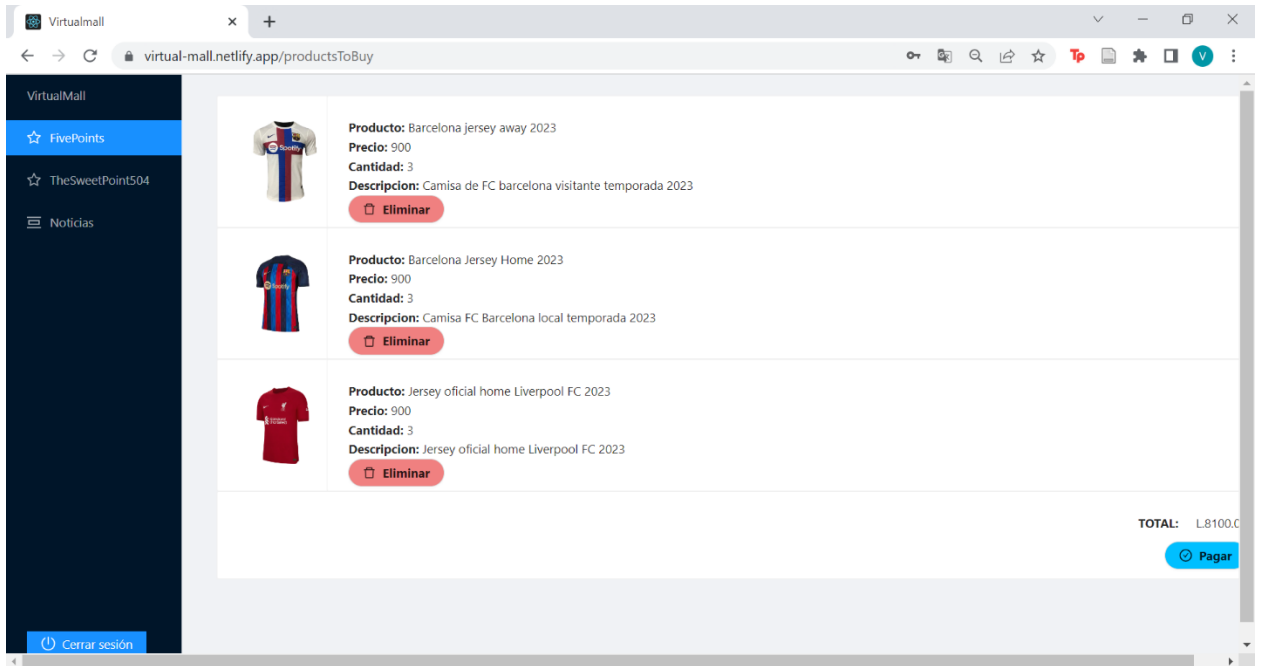 Virtualmall
virtual-mall.netlify.app/productsToBuy
Tp
V
VirtualMall
FivePoints
TheSweetPoint504
Noticias
Spotify
Producto: Barcelona jersey away 2023
Precio: 900
Cantidad: 3
Descripcion: Camisa de FC barcelona visitante temporada 2023
Eliminar
Spotify
Producto: Barcelona Jersey Home 2023
Precio: 900
Cantidad: 3
Descripcion: Camisa FC Barcelona local temporada 2023
Eliminar
Producto: Jersey oficial home Liverpool FC 2023
Precio: 900
Cantidad: 3
Descripcion: Jersey oficial home Liverpool FC 2023
Eliminar
TOTAL: L.8100.0
Pagar
Cerrar sesión